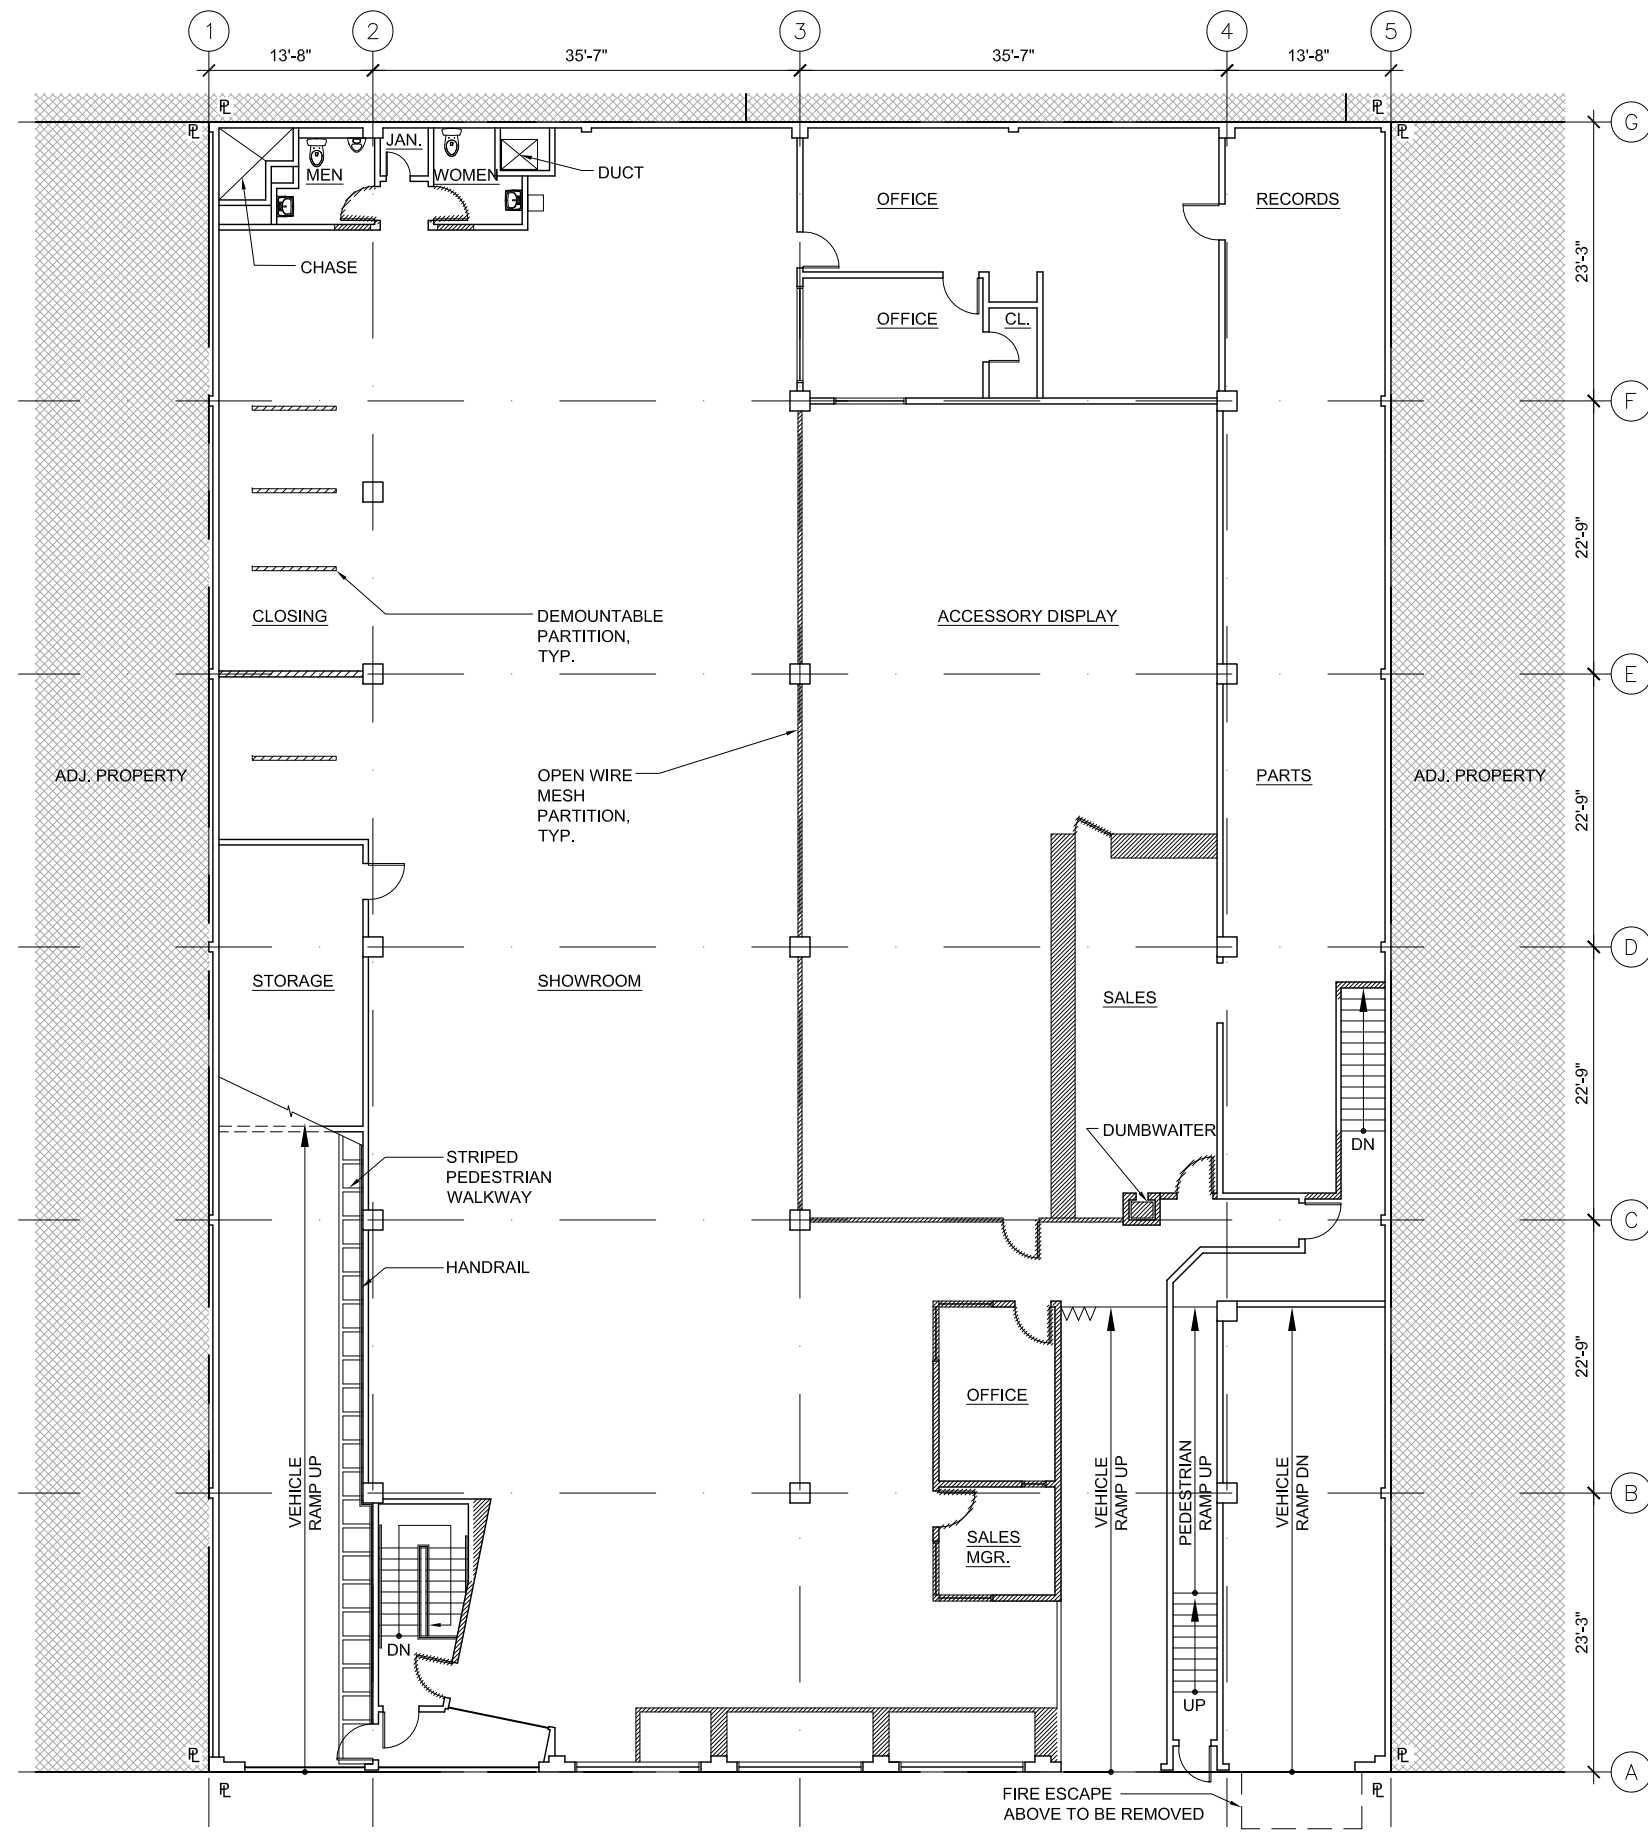 1
2
3
4
5
13'-8"
35'-7"
35'-7"
13'-8"
PL
PL
G
PL
PL
JAN.
MEN
WOMEN
DUCT
OFFICE
RECORDS
CHASE
23'-3"
OFFICE
CL.
F
22'-9"
CLOSING
DEMOUNTABLE
PARTITION,
TYP.
ACCESSORY DISPLAY
E
ADJ. PROPERTY
OPEN WIRE
MESH
PARTITION,
TYP.
PARTS
ADJ. PROPERTY
22'-9"
D
STORAGE
SHOWROOM
SALES
22'-9"
DUMBWAITER
DN
STRIPED
PEDESTRIAN
WALKWAY
C
HANDRAIL
22'-9"
OFFICE
VEHICLE
RAMP UP
VEHICLE
RAMP UP
PEDESTRIAN
RAMP UP
VEHICLE
RAMP DN
B
SALES
MGR.
DN
23'-3"
UP
PL
PL
A
PL
PL
FIRE ESCAPE
ABOVE TO BE REMOVED